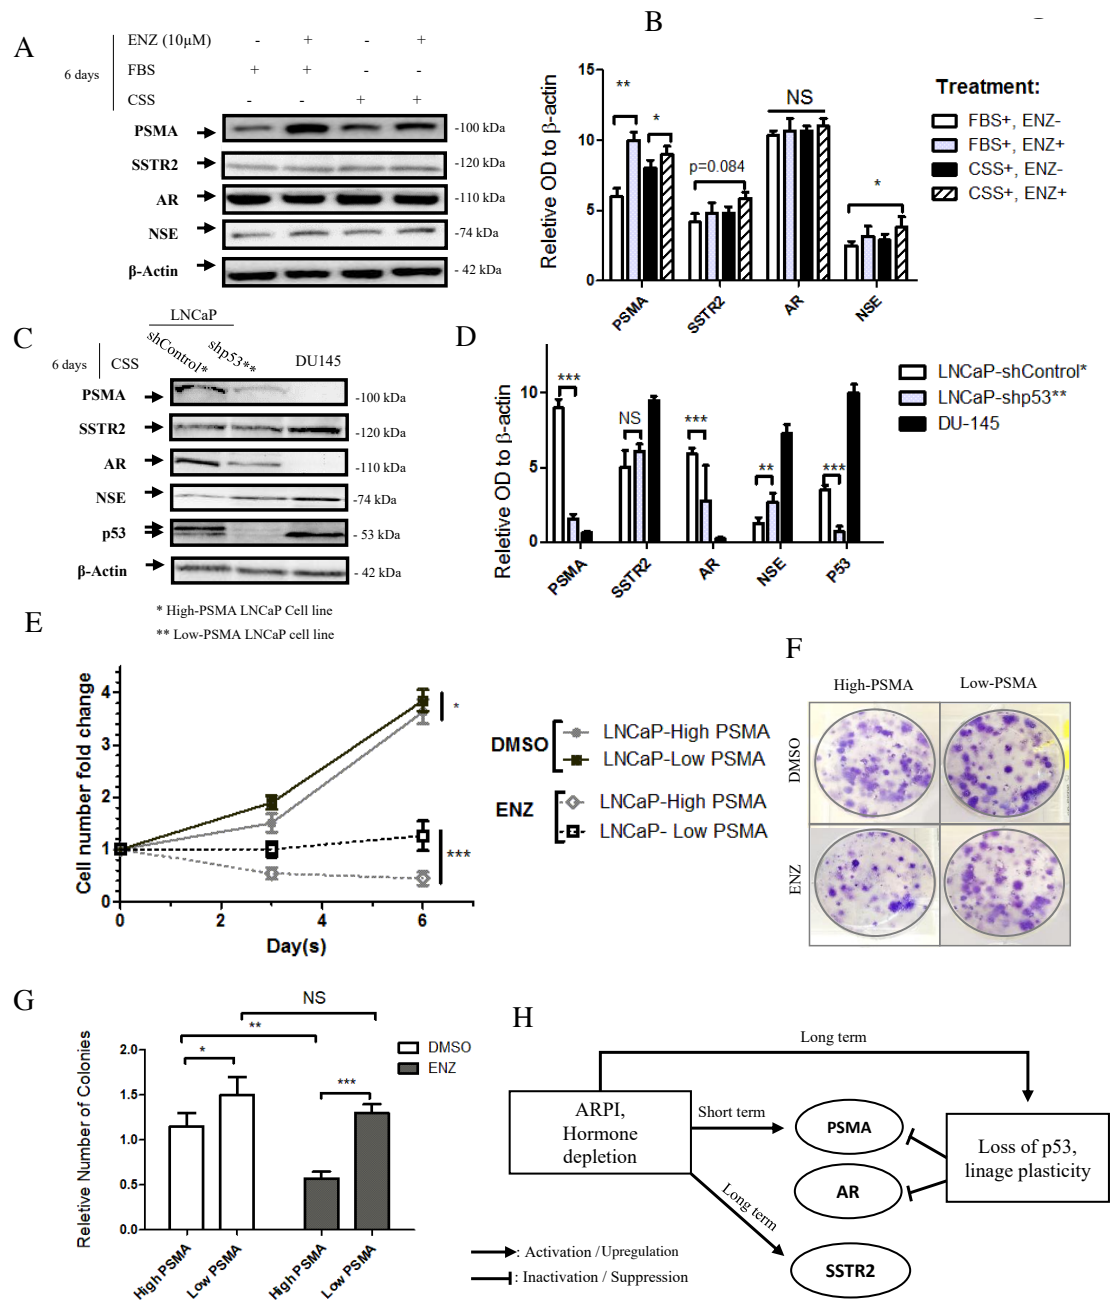 A
ENZ (10µM) - + - +
6 days
FBS + + - -
CSS - - + +
PSMA -100 kDa
SSTR2 -120 kDa
AR -110 kDa
NSE -74 kDa
β-Actin - 42 kDa
B
Reletive OD to β-actin
15
10
5
0
** * NS
p=0.084
*
PSMA SSTR2 AR NSE
Treatment:
FBS+, ENZ-
FBS+, ENZ+
CSS+, ENZ-
CSS+, ENZ+
C
LNCaP
6 days CSS shControl* shp53** DU145
PSMA -100 kDa
SSTR2 -120 kDa
AR -110 kDa
NSE -74 kDa
p53 - 53 kDa
β-Actin - 42 kDa
* High-PSMA LNCaP Cell line
** Low-PSMA LNCaP cell line
D
Reletive OD to β-actin
10
5
0
*** NS *** ** ***
PSMA SSTR2 AR NSE P53
LNCaP-shControl*
LNCaP-shp53**
DU-145
E
Cell number fold change
4
3
2
1
0
0 2 4 6
Day(s)
*
***
DMSO
LNCaP-High PSMA
LNCaP-Low PSMA
ENZ
LNCaP-High PSMA
LNCaP- Low PSMA
F
High-PSMA Low-PSMA
DMSO
ENZ
G
Reletive Number of Colonies
2.0
1.5
1.0
0.5
0.0
NS
**
* ***
High PSMA Low PSMA High PSMA Low PSMA
DMSO
ENZ
H
Long term
ARPI,
Hormone
depletion
Short term
Long term
PSMA
AR
SSTR2
Loss of p53,
linage plasticity
: Activation /Upregulation
: Inactivation / Suppression